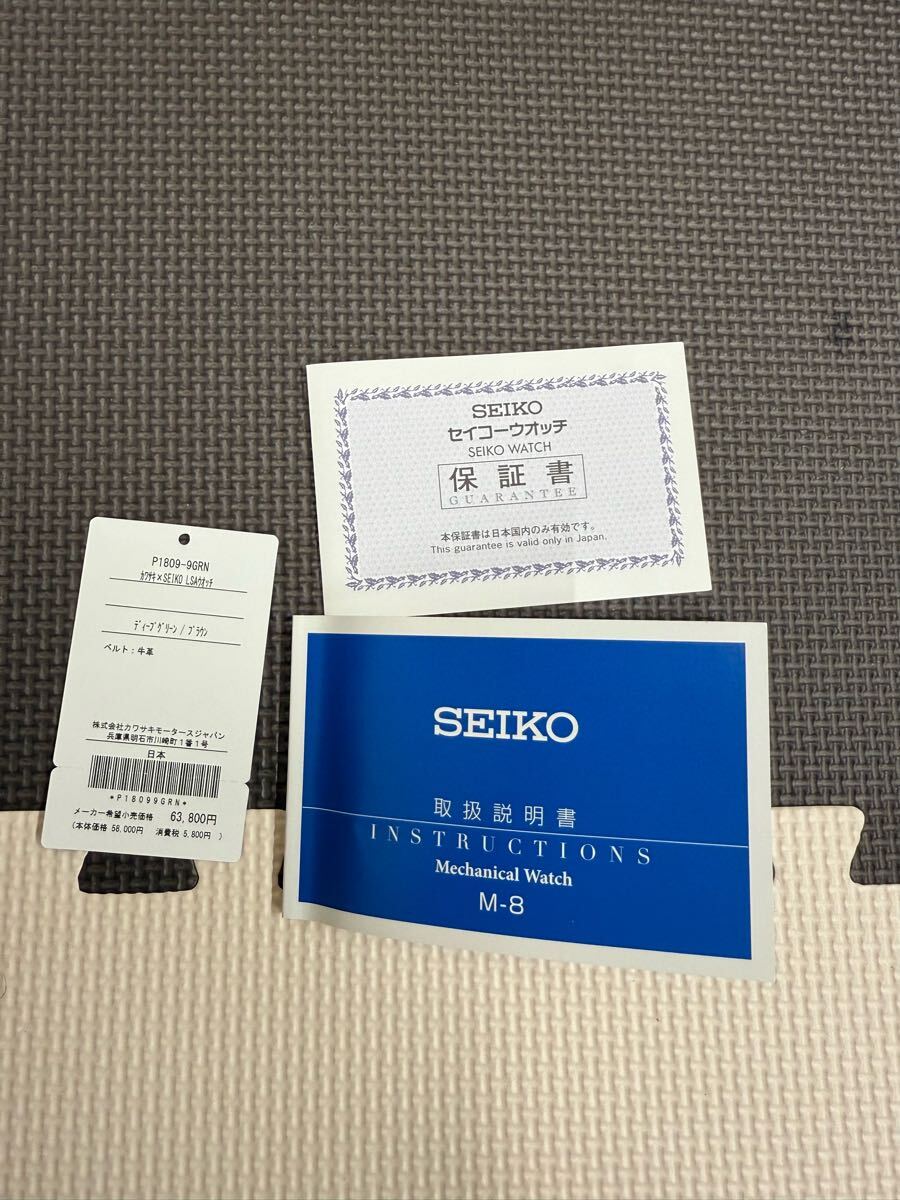 SEIKO
セイコーウオッチ
SEIKO WATCH
保証書
GUARANTEE
本保証書は日本国内のみ有効です。
This guarantee is valid only in Japan.
P1809-9GRN
ｶﾜｻｷ×SEIKO LSAｳｵｯﾁ
ﾃﾞｨｰﾌﾟｸﾞﾘｰﾝ / ﾌﾞﾗｳﾝ
ベルト：牛革
株式会社カワサキモータースジャパン
兵庫県明石市川崎町1番1号
日本
*P18099GRN*
メーカー希望小売価格 63,800円
(本体価格 58,000円 消費税 5,800円 )
SEIKO
取扱説明書
INSTRUCTIONS
Mechanical Watch
M-8